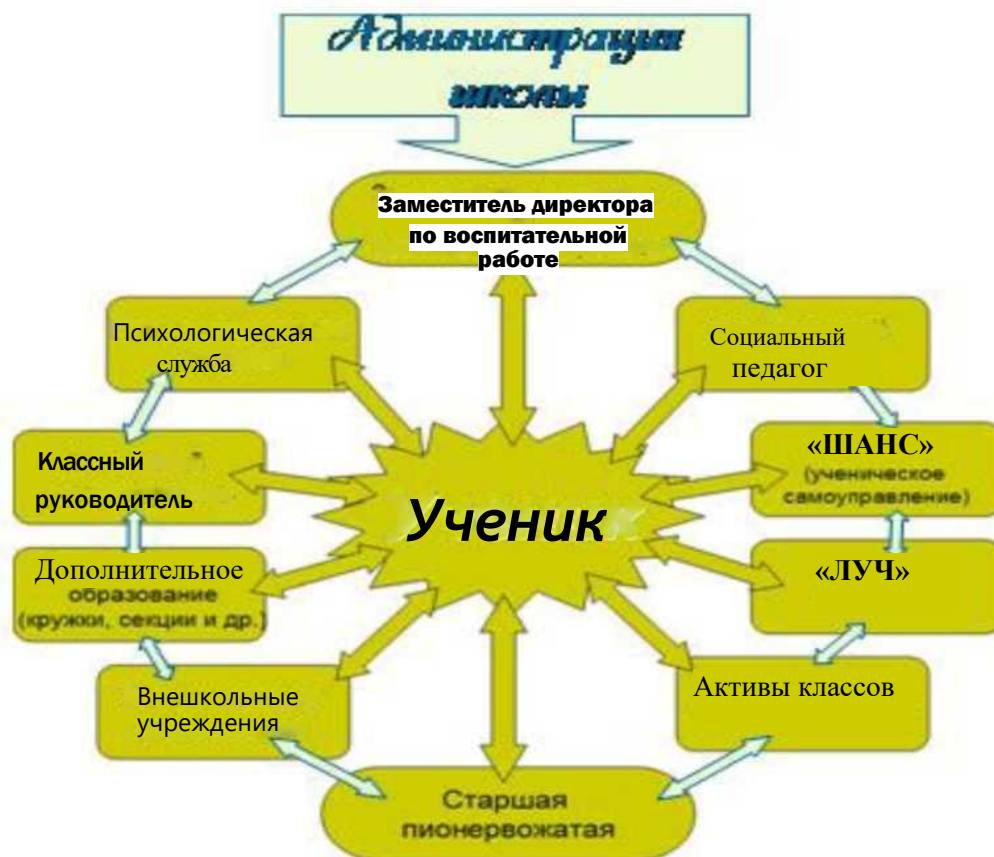 Администрация
школы
Заместитель директора
по воспитательной
работе
Психологическая
служба
Социальный
педагог
Классный
руководитель
«ШАНС»
(ученическое
самоуправление)
Ученик
Дополнительное
образование
(кружки, секции и др.)
«ЛУЧ»
Внешкольные
учреждения
Активы классов
Старшая
пионервожатая